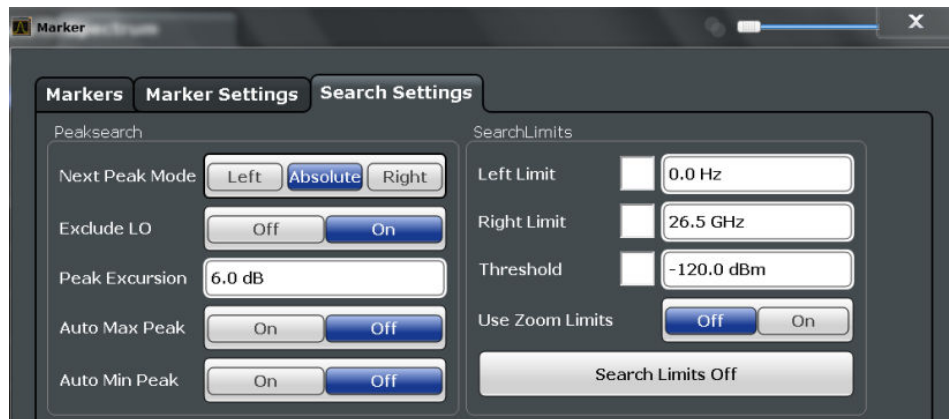 Marker
Markers Marker Settings Search Settings
Peaksearch
Next Peak Mode Left Absolute Right
Exclude LO Off On
Peak Excursion 6.0 dB
Auto Max Peak On Off
Auto Min Peak On Off
SearchLimits
Left Limit 0.0 Hz
Right Limit 26.5 GHz
Threshold -120.0 dBm
Use Zoom Limits Off On
Search Limits Off